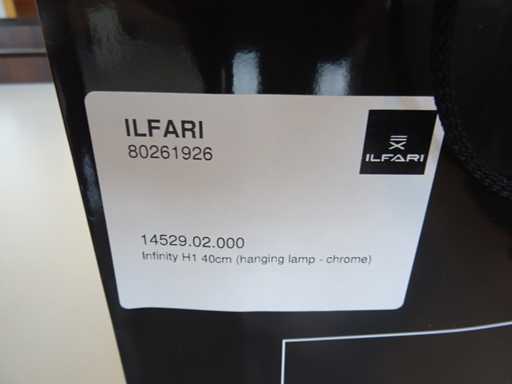 ILFARI
80261926
ILFARI
14529.02.000
Infinity H1 40cm (hanging lamp - chrome)